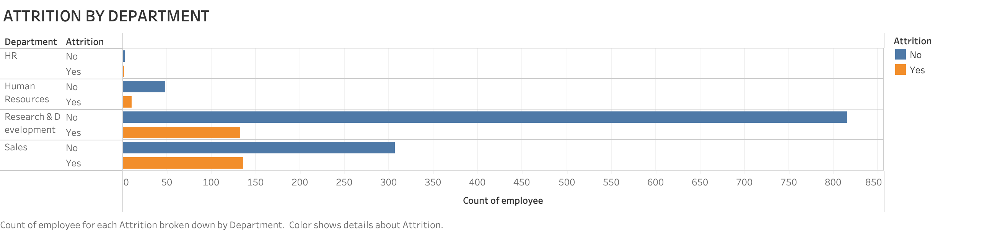 ATTRITION BY DEPARTMENT
Department Attrition
HR No
Yes
Human No
Resources Yes
Research & D No
evelopment Yes
Sales No
Yes
0 50 100 150 200 250 300 350 400 450 500 550 600 650 700 750 800 850
Count of employee
Attrition
No
Yes
Count of employee for each Attrition broken down by Department. Color shows details about Attrition.